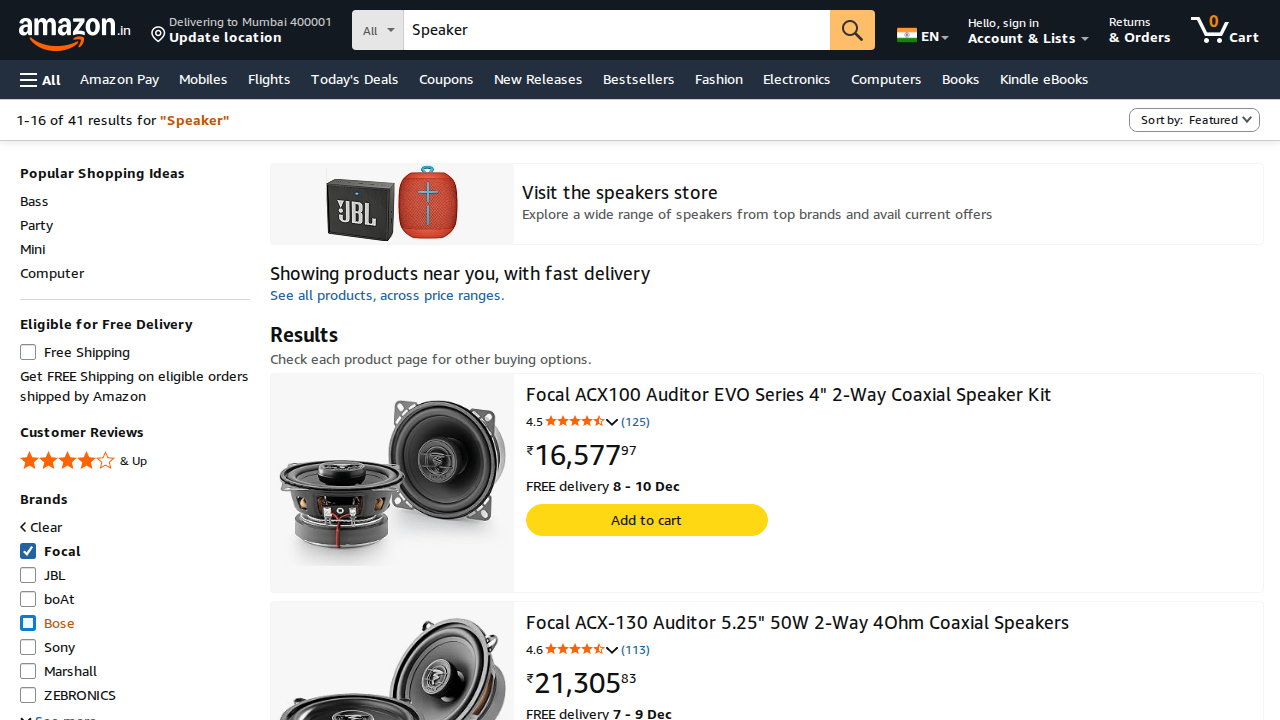 amazon.in
Delivering to Mumbai 400001
Update location
All
Speaker
EN
Hello, sign in
Account & Lists
Returns
& Orders
0
Cart
All
Amazon Pay
Mobiles
Flights
Today's Deals
Coupons
New Releases
Bestsellers
Fashion
Electronics
Computers
Books
Kindle eBooks
1-16 of 41 results for "Speaker"
Sort by: Featured
Popular Shopping Ideas
Bass
Party
Mini
Computer
Eligible for Free Delivery
Free Shipping
Get FREE Shipping on eligible orders
shipped by Amazon
Customer Reviews
& Up
Brands
Clear
Focal
JBL
boAt
Bose
Sony
Marshall
ZEBRONICS
See more
JBL
Visit the speakers store
Explore a wide range of speakers from top brands and avail current offers
Showing products near you, with fast delivery
See all products, across price ranges.
Results
Check each product page for other buying options.
Focal ACX100 Auditor EVO Series 4" 2-Way Coaxial Speaker Kit
4.5 (125)
₹16,57797
FREE delivery 8 - 10 Dec
Add to cart
Focal ACX-130 Auditor 5.25" 50W 2-Way 4Ohm Coaxial Speakers
4.6 (113)
₹21,30583
FREE delivery 7 - 9 Dec